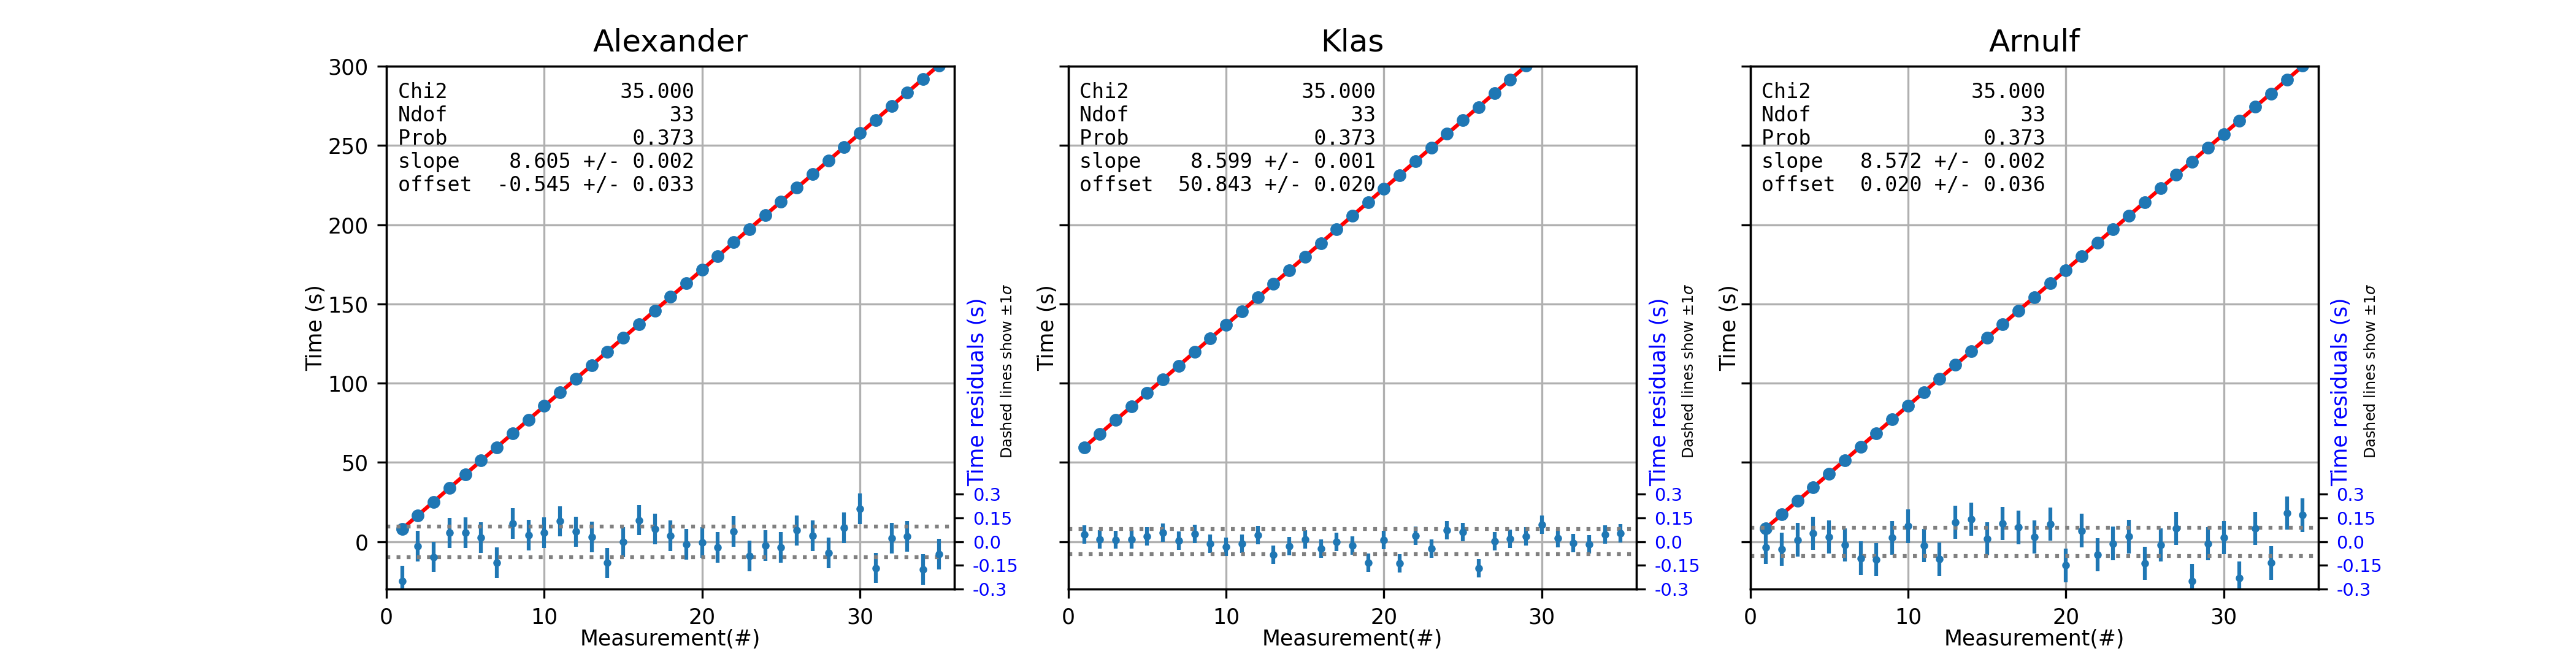 Alexander
Chi2 35.000
Ndof 33
Prob 0.373
slope 8.605 +/- 0.002
offset -0.545 +/- 0.033
300
250
200
150
100
50
0
Time (s)
0 10 20 30
Measurement(#)
0.3
0.15
0.0
-0.15
-0.3
Time residuals (s)
Dashed lines show ±1σ
Klas
Chi2 35.000
Ndof 33
Prob 0.373
slope 8.599 +/- 0.001
offset 50.843 +/- 0.020
Time (s)
0 10 20 30
Measurement(#)
0.3
0.15
0.0
-0.15
-0.3
Time residuals (s)
Dashed lines show ±1σ
Arnulf
Chi2 35.000
Ndof 33
Prob 0.373
slope 8.572 +/- 0.002
offset 0.020 +/- 0.036
Time (s)
0 10 20 30
Measurement(#)
0.3
0.15
0.0
-0.15
-0.3
Time residuals (s)
Dashed lines show ±1σ